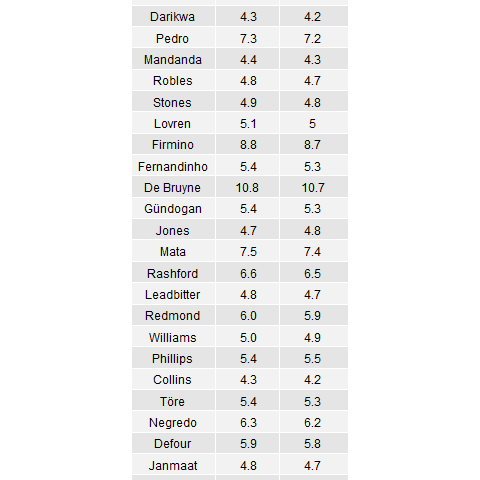 Darikwa 4.3 4.2
Pedro 7.3 7.2
Mandanda 4.4 4.3
Robles 4.8 4.7
Stones 4.9 4.8
Lovren 5.1 5
Firmino 8.8 8.7
Fernandinho 5.4 5.3
De Bruyne 10.8 10.7
Gündogan 5.4 5.3
Jones 4.7 4.8
Mata 7.5 7.4
Rashford 6.6 6.5
Leadbitter 4.8 4.7
Redmond 6.0 5.9
Williams 5.0 4.9
Phillips 5.4 5.5
Collins 4.3 4.2
Töre 5.4 5.3
Negredo 6.3 6.2
Defour 5.9 5.8
Janmaat 4.8 4.7